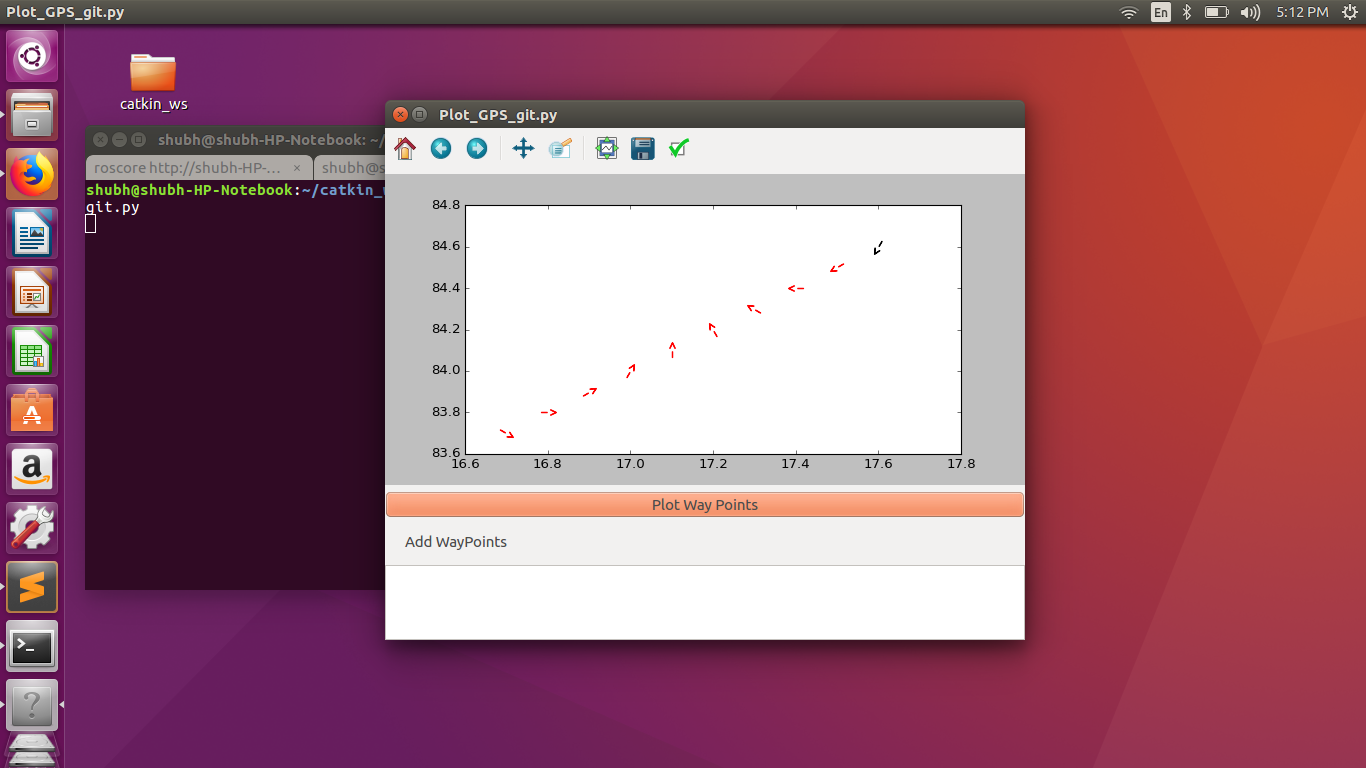 Plot_GPS_git.py
En
5:12 PM
catkin_ws
shubh@shubh-HP-Notebook: ~/
roscore http://shubh-HP-... ×
shubh@s
shubh@shubh-HP-Notebook:~/catkin_
git.py
Plot_GPS_git.py
84.8
84.6
84.4
84.2
84.0
83.8
83.6
16.6 16.8 17.0 17.2 17.4 17.6 17.8
Plot Way Points
Add WayPoints